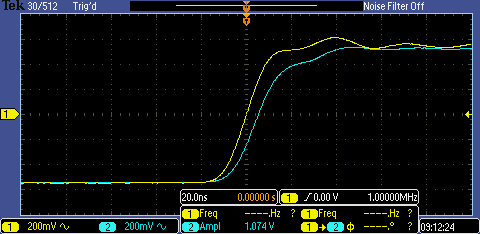 Tek 30/512 Trig'd Noise Filter Off
1
20.0ns 0.00000 s 1 ƒ 0.00 V 1.00000MHz
1 Freq -----.Hz ? 1 Freq -----.Hz ?
2 Ampl 1.074 V 1→2 ϕ -----.° ?
1 200mV ∿ 2 200mV ∿ 09:12:24